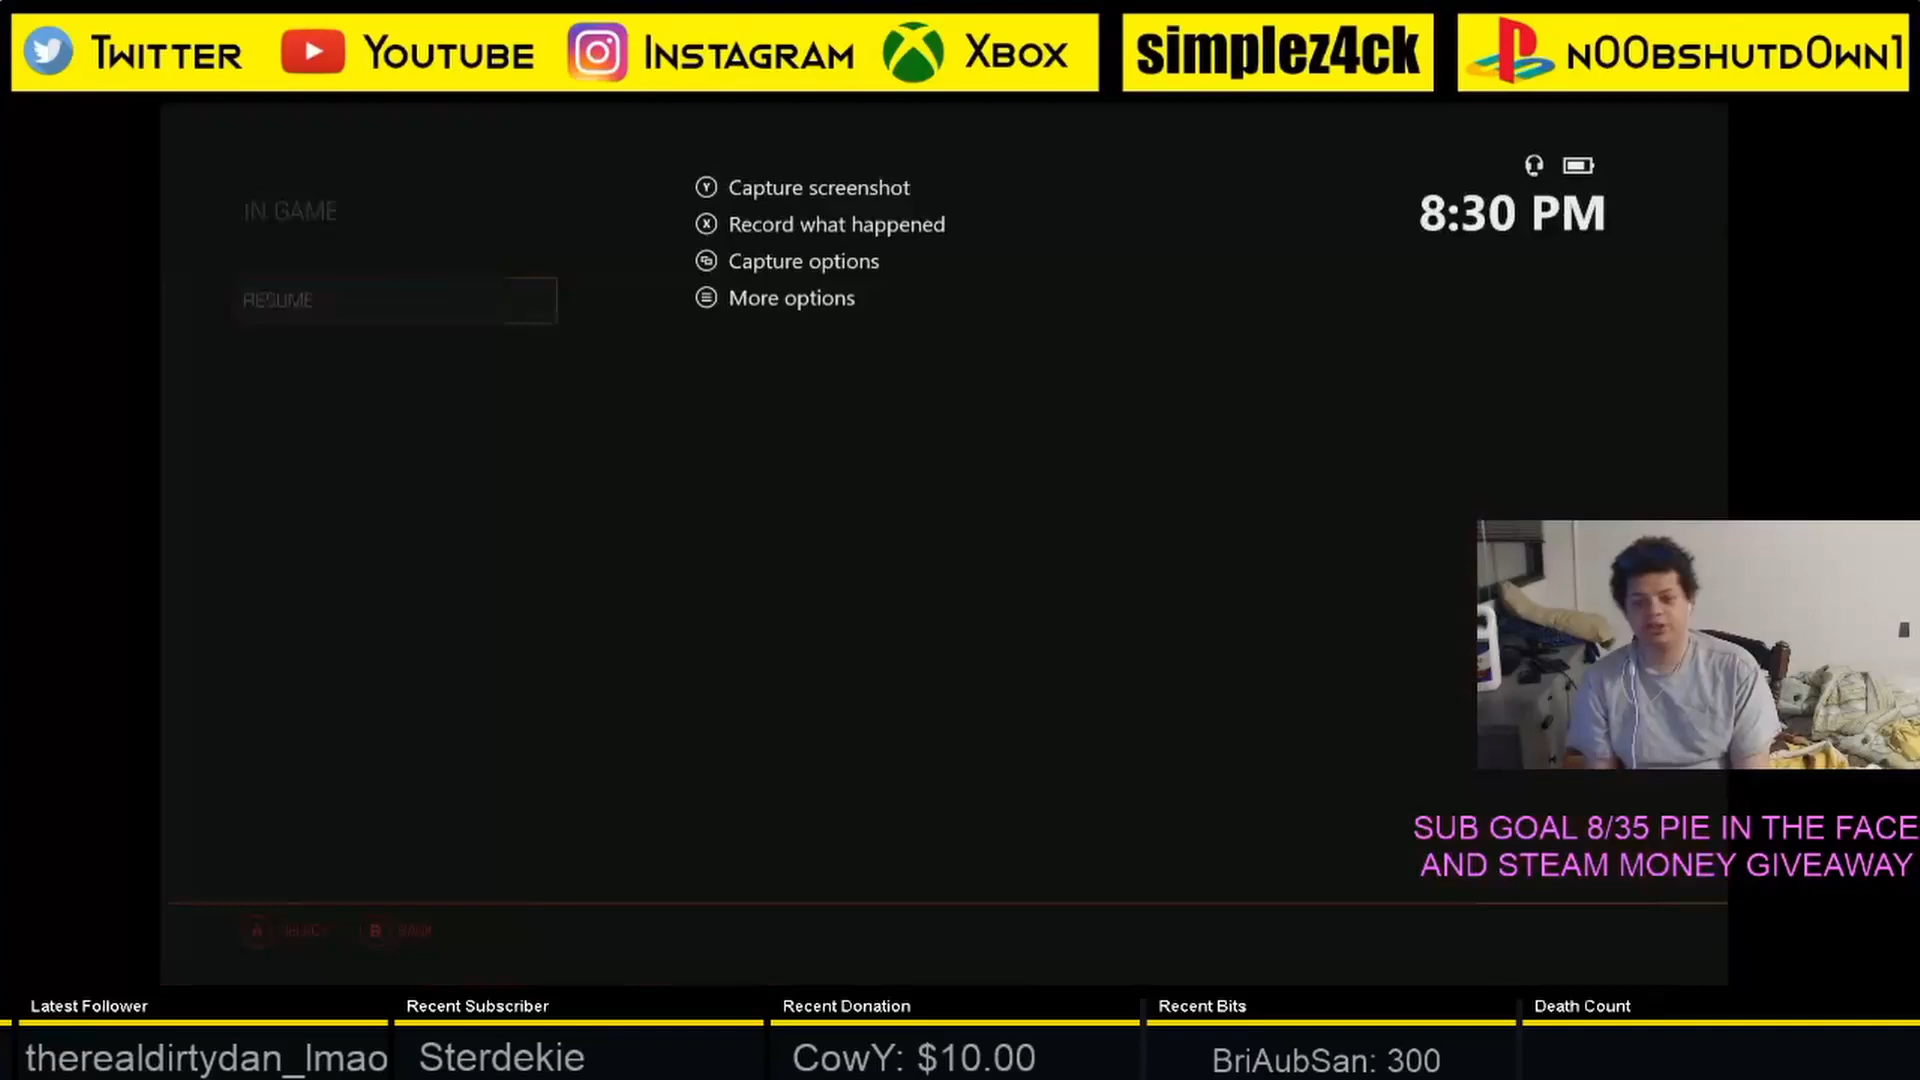 TWITTER YOUTUBE INSTAGRAM XBOX simplez4ck N00BSHUTD0WN1
8:30 PM
Y Capture screenshot
X Record what happened
Capture options
More options
IN GAME
RESUME
SUB GOAL 8/35 PIE IN THE FACE
AND STEAM MONEY GIVEAWAY
A SELECT B BANK
Latest Follower Recent Subscriber Recent Donation Recent Bits Death Count
therealdirtydan_lmao Sterdekie CowY: $10.00 BriAubSan: 300